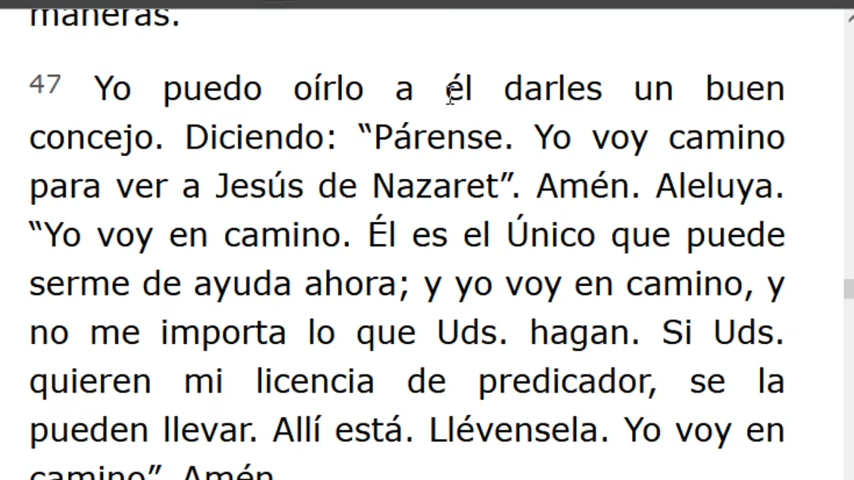 maneras.
47 Yo puedo oírlo a él darles un buen
concejo. Diciendo: “Párense. Yo voy camino
para ver a Jesús de Nazaret”. Amén. Aleluya.
“Yo voy en camino. Él es el Único que puede
serme de ayuda ahora; y yo voy en camino, y
no me importa lo que Uds. hagan. Si Uds.
quieren mi licencia de predicador, se la
pueden llevar. Allí está. Llévensela. Yo voy en
camino”. Amén.